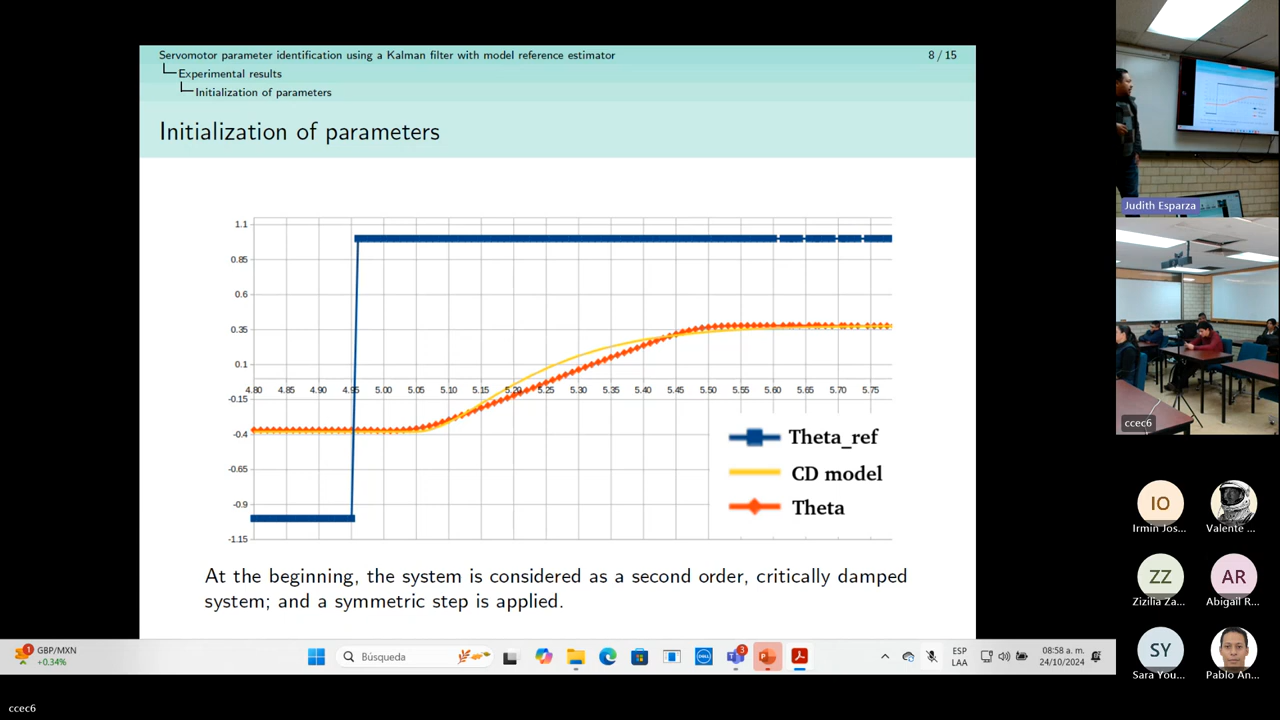 Servomotor parameter identification using a Kalman filter with model reference estimator
8 / 15
Experimental results
Initialization of parameters
Initialization of parameters
1.1
0.85
0.6
0.35
0.1
-0.15
-0.4
-0.65
-0.9
-1.15
4.80 4.85 4.90 4.95 5.00 5.05 5.10 5.15 5.20 5.25 5.30 5.35 5.40 5.45 5.50 5.55 5.60 5.65 5.70 5.75
Theta_ref
CD model
Theta
At the beginning, the system is considered as a second order, critically damped
system; and a symmetric step is applied.
Judith Esparza
ccec6
IO
Irmin Jos...
Valente ...
ZZ
Zizilia Za...
AR
Abigail R...
SY
Sara You...
Pablo An...
1
GBP/MXN
+0.34%
Búsqueda
DELL
3
ESP
LAA
08:58 a. m.
24/10/2024
ccec6